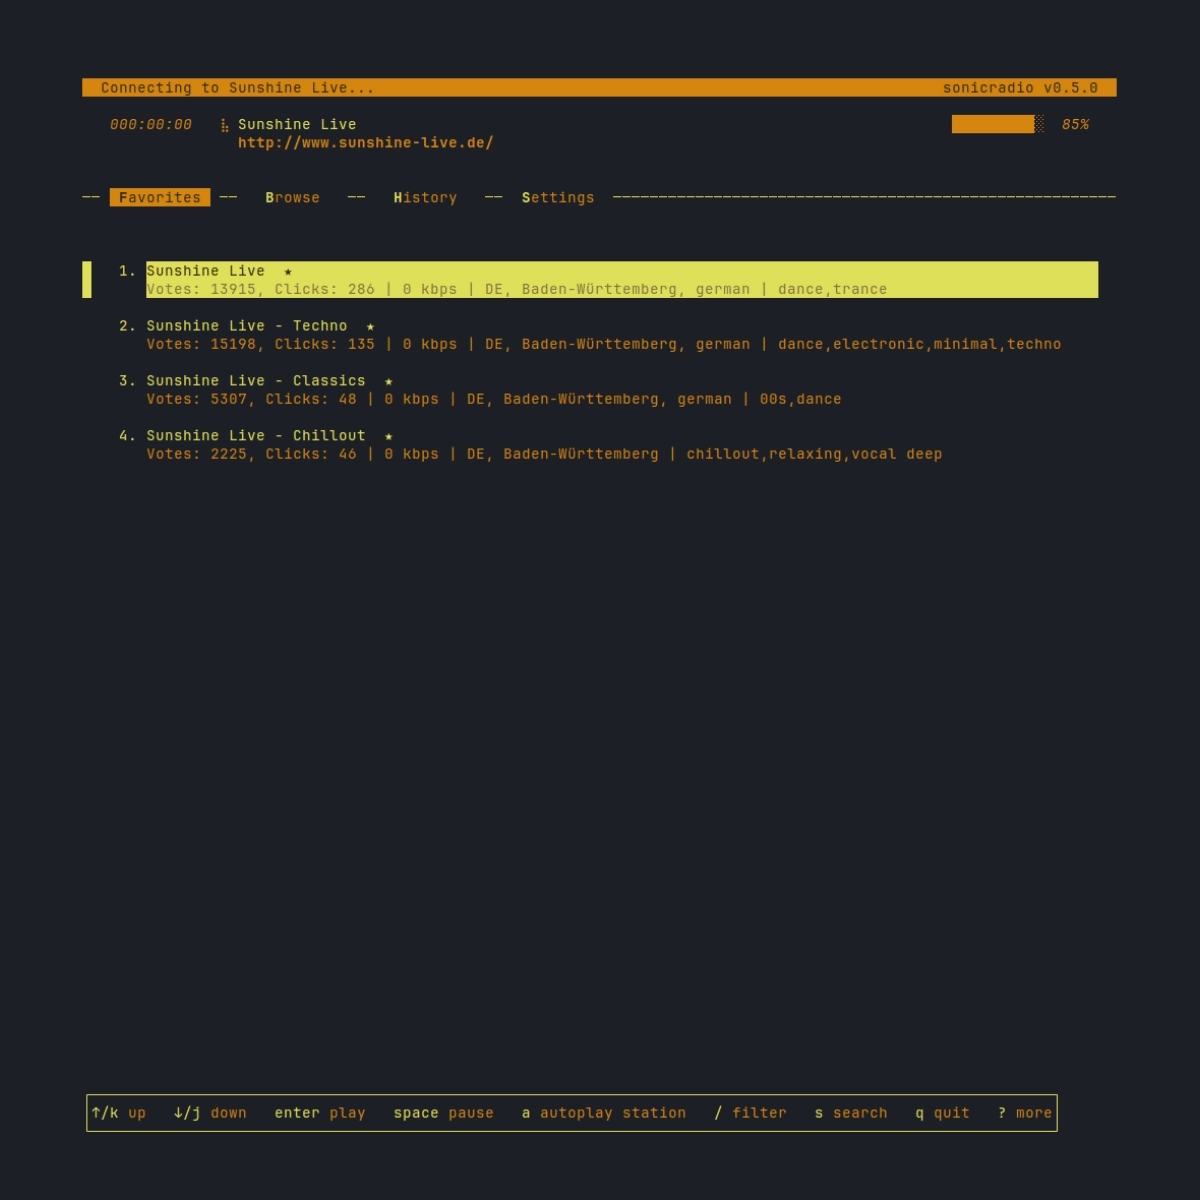 Connecting to Sunshine Live... sonicradio v0.5.0
000:00:00 Sunshine Live 85%
http://www.sunshine-live.de/
Favorites Browse History Settings
1. Sunshine Live ★
Votes: 13915, Clicks: 286 | 0 kbps | DE, Baden-Württemberg, german | dance,trance
2. Sunshine Live - Techno ★
Votes: 15198, Clicks: 135 | 0 kbps | DE, Baden-Württemberg, german | dance,electronic,minimal,techno
3. Sunshine Live - Classics ★
Votes: 5307, Clicks: 48 | 0 kbps | DE, Baden-Württemberg, german | 00s,dance
4. Sunshine Live - Chillout ★
Votes: 2225, Clicks: 46 | 0 kbps | DE, Baden-Württemberg | chillout,relaxing,vocal deep
↑/k up ↓/j down enter play space pause a autoplay station / filter s search q quit ? more